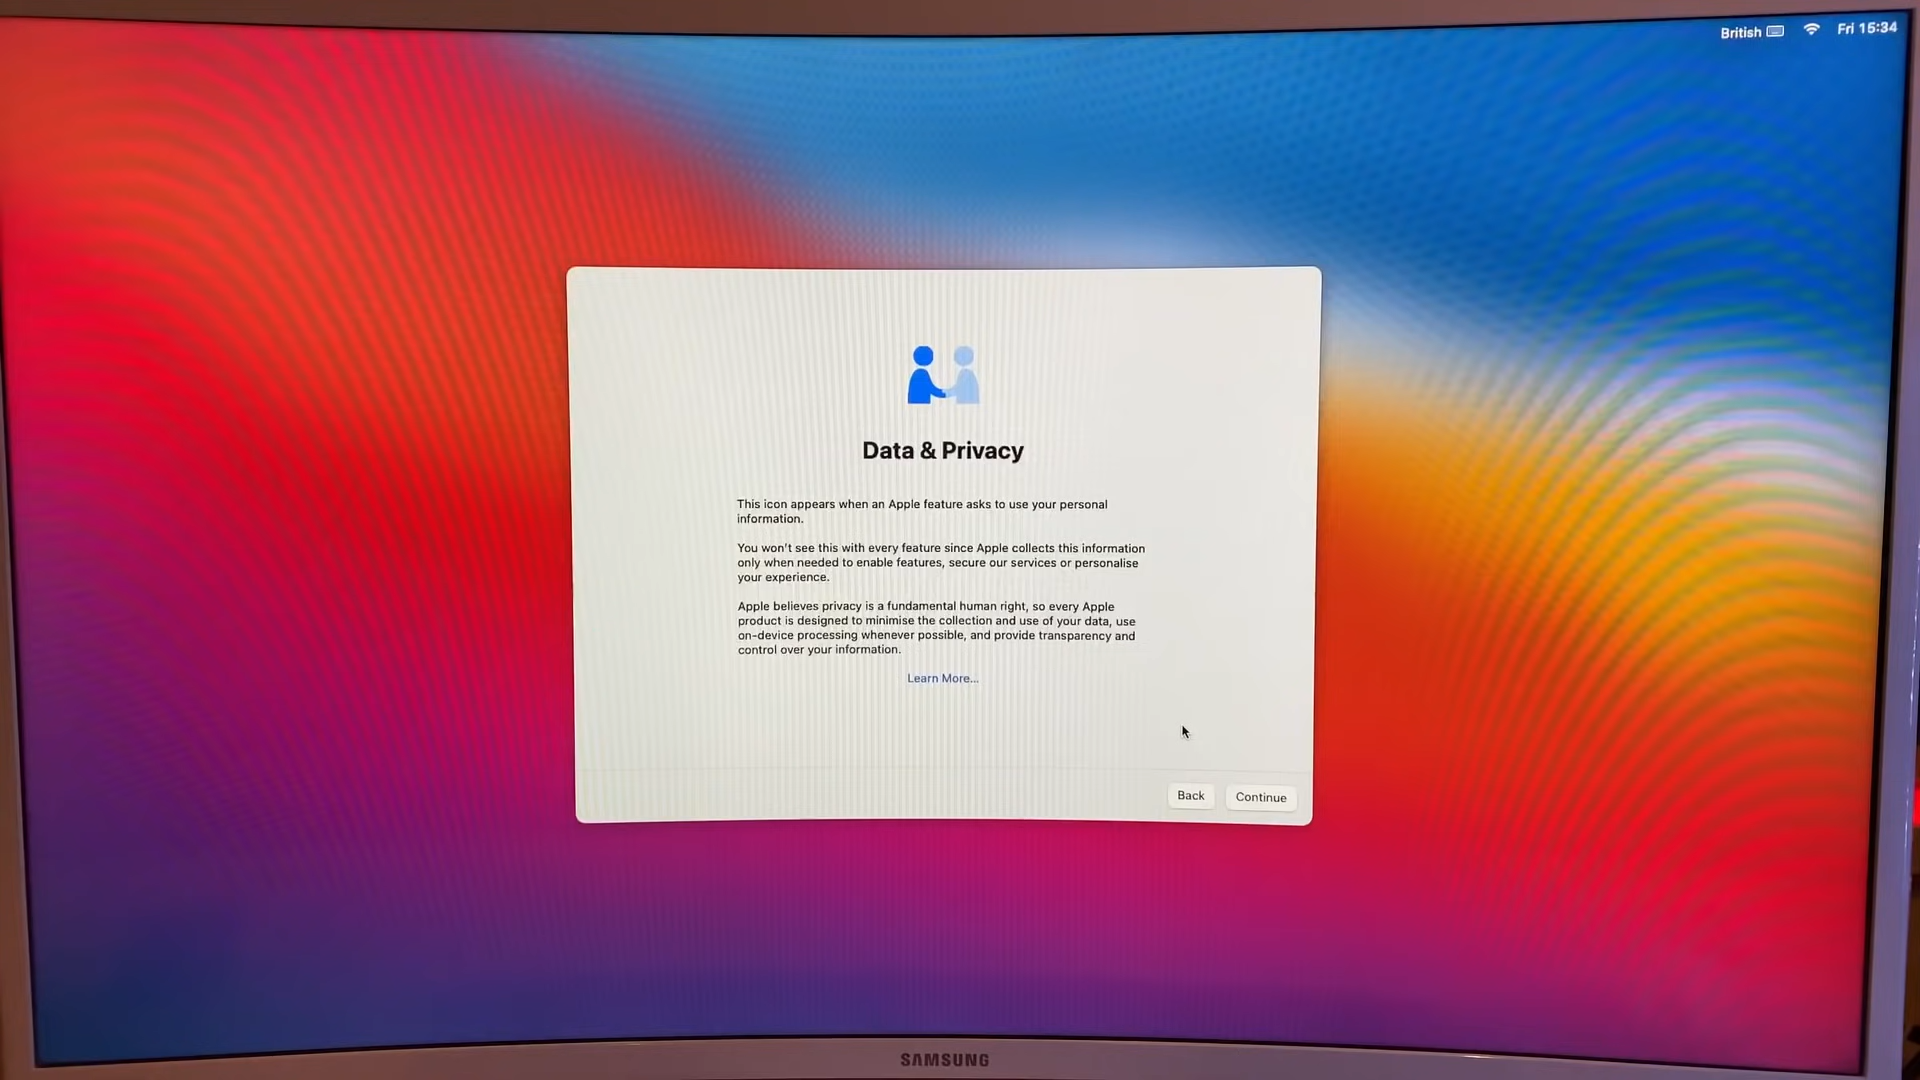 British
Fri 15:34
Data & Privacy
This icon appears when an Apple feature asks to use your personal
information.
You won't see this with every feature since Apple collects this information
only when needed to enable features, secure our services or personalise
your experience.
Apple believes privacy is a fundamental human right, so every Apple
product is designed to minimise the collection and use of your data, use
on-device processing whenever possible, and provide transparency and
control over your information.
Learn More...
Back
Continue
SAMSUNG